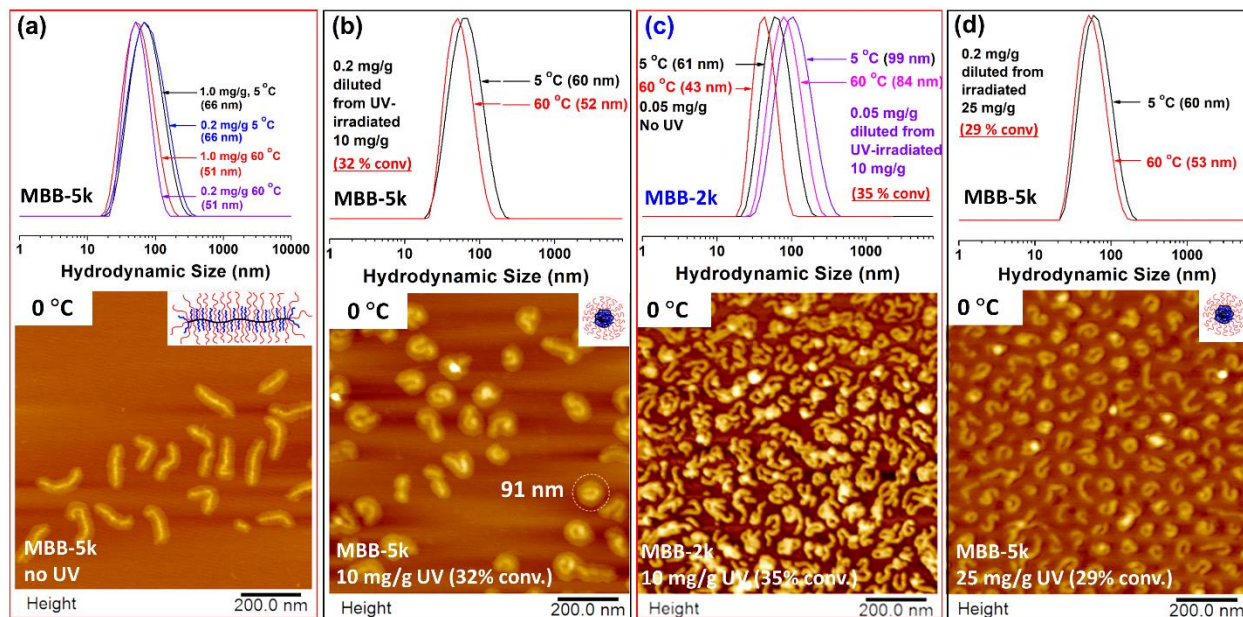 (a)
1.0 mg/g, 5 °C
(66 nm)
0.2 mg/g 5 °C
(66 nm)
1.0 mg/g 60 °C
(51 nm)
0.2 mg/g 60 °C
(51 nm)
MBB-5k
1 10 100 1000 10000
Hydrodynamic Size (nm)
0 °C
MBB-5k
no UV
Height
200.0 nm
(b)
0.2 mg/g
diluted
from UV-
irradiated
10 mg/g
(32 % conv)
5 °C (60 nm)
60 °C (52 nm)
MBB-5k
1 10 100 1000
Hydrodynamic Size (nm)
0 °C
91 nm
MBB-5k
10 mg/g UV (32% conv.)
Height
200.0 nm
(c)
5 °C (61 nm)
60 °C (43 nm)
0.05 mg/g
No UV
5 °C (99 nm)
60 °C (84 nm)
0.05 mg/g
diluted from
UV-irradiated
10 mg/g
(35 % conv)
MBB-2k
1 10 100 1000
Hydrodynamic Size (nm)
0 °C
MBB-2k
10 mg/g UV (35% conv.)
Height
200.0 nm
(d)
0.2 mg/g
diluted from
irradiated
25 mg/g
(29 % conv)
5 °C (60 nm)
60 °C (53 nm)
MBB-5k
1 10 100 1000
Hydrodynamic Size (nm)
0 °C
MBB-5k
25 mg/g UV (29% conv.)
Height
200.0 nm